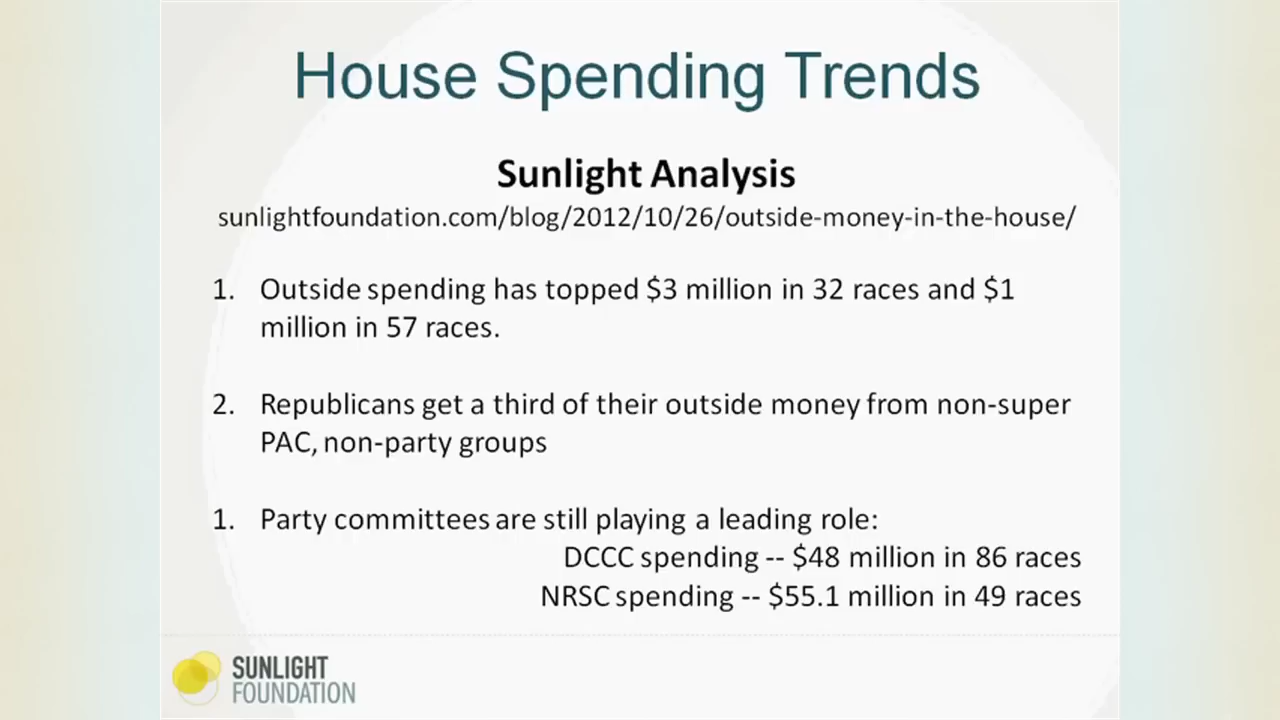 House Spending Trends
Sunlight Analysis
sunlightfoundation.com/blog/2012/10/26/outside-money-in-the-house/
1. Outside spending has topped $3 million in 32 races and $1
million in 57 races.
2. Republicans get a third of their outside money from non-super
PAC, non-party groups
1. Party committees are still playing a leading role:
DCCC spending -- $48 million in 86 races
NRSC spending -- $55.1 million in 49 races
SUNLIGHT
FOUNDATION